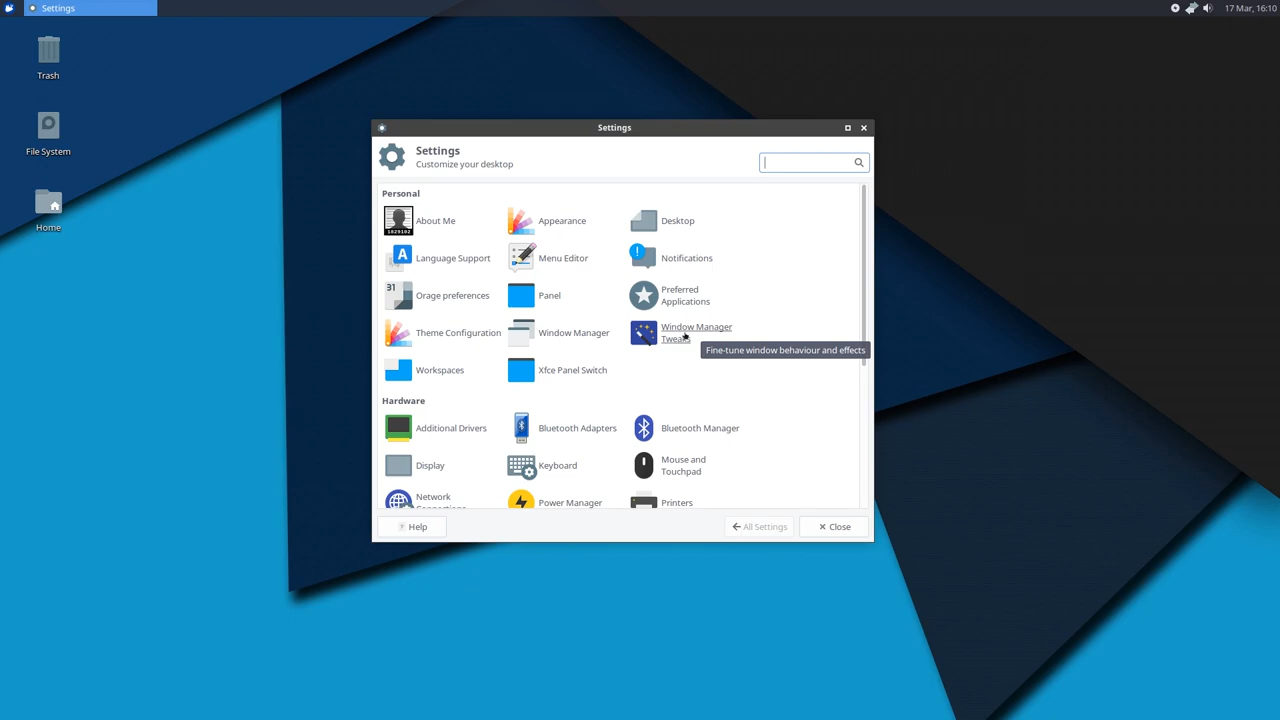 Settings
17 Mar, 16:10
Trash
File System
Home
Settings
Settings
Customize your desktop
Personal
About Me
Appearance
Desktop
Language Support
Menu Editor
Notifications
31
Orage preferences
Panel
Preferred
Applications
Theme Configuration
Window Manager
Window Manager
Tweaks
Fine-tune window behaviour and effects
Workspaces
Xfce Panel Switch
Hardware
Additional Drivers
Bluetooth Adapters
Bluetooth Manager
Display
Keyboard
Mouse and
Touchpad
Network
Connections
Power Manager
Printers
Help
All Settings
Close